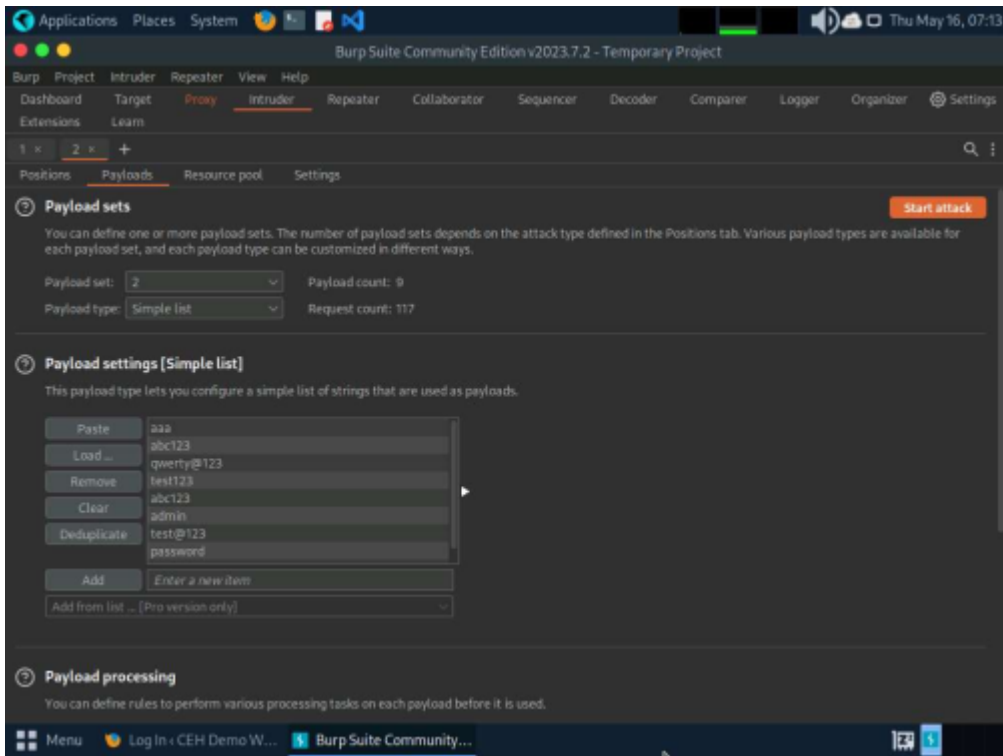 Applications Places System Thu May 16, 07:13
Burp Suite Community Edition v2023.7.2 - Temporary Project
Burp Project Intruder Repeater View Help
Dashboard Target Proxy Intruder Repeater Collaborator Sequencer Decoder Comparer Logger Organizer Settings
Extensions Learn
1 × 2 × +
Positions Payloads Resource pool Settings
Payload sets Start attack
You can define one or more payload sets. The number of payload sets depends on the attack type defined in the Positions tab. Various payload types are available for
each payload set, and each payload type can be customized in different ways.
Payload set: 2 Payload count: 9
Payload type: Simple list Request count: 117
Payload settings [Simple list]
This payload type lets you configure a simple list of strings that are used as payloads.
Paste aaa
abc123
Load ... qwerty@123
Remove test123
abc123
Clear admin
Deduplicate test@123
password
Add Enter a new item
Add from list ... [Pro version only]
Payload processing
You can define rules to perform various processing tasks on each payload before it is used.
Menu Log In ‹ CEH Demo W... Burp Suite Community...